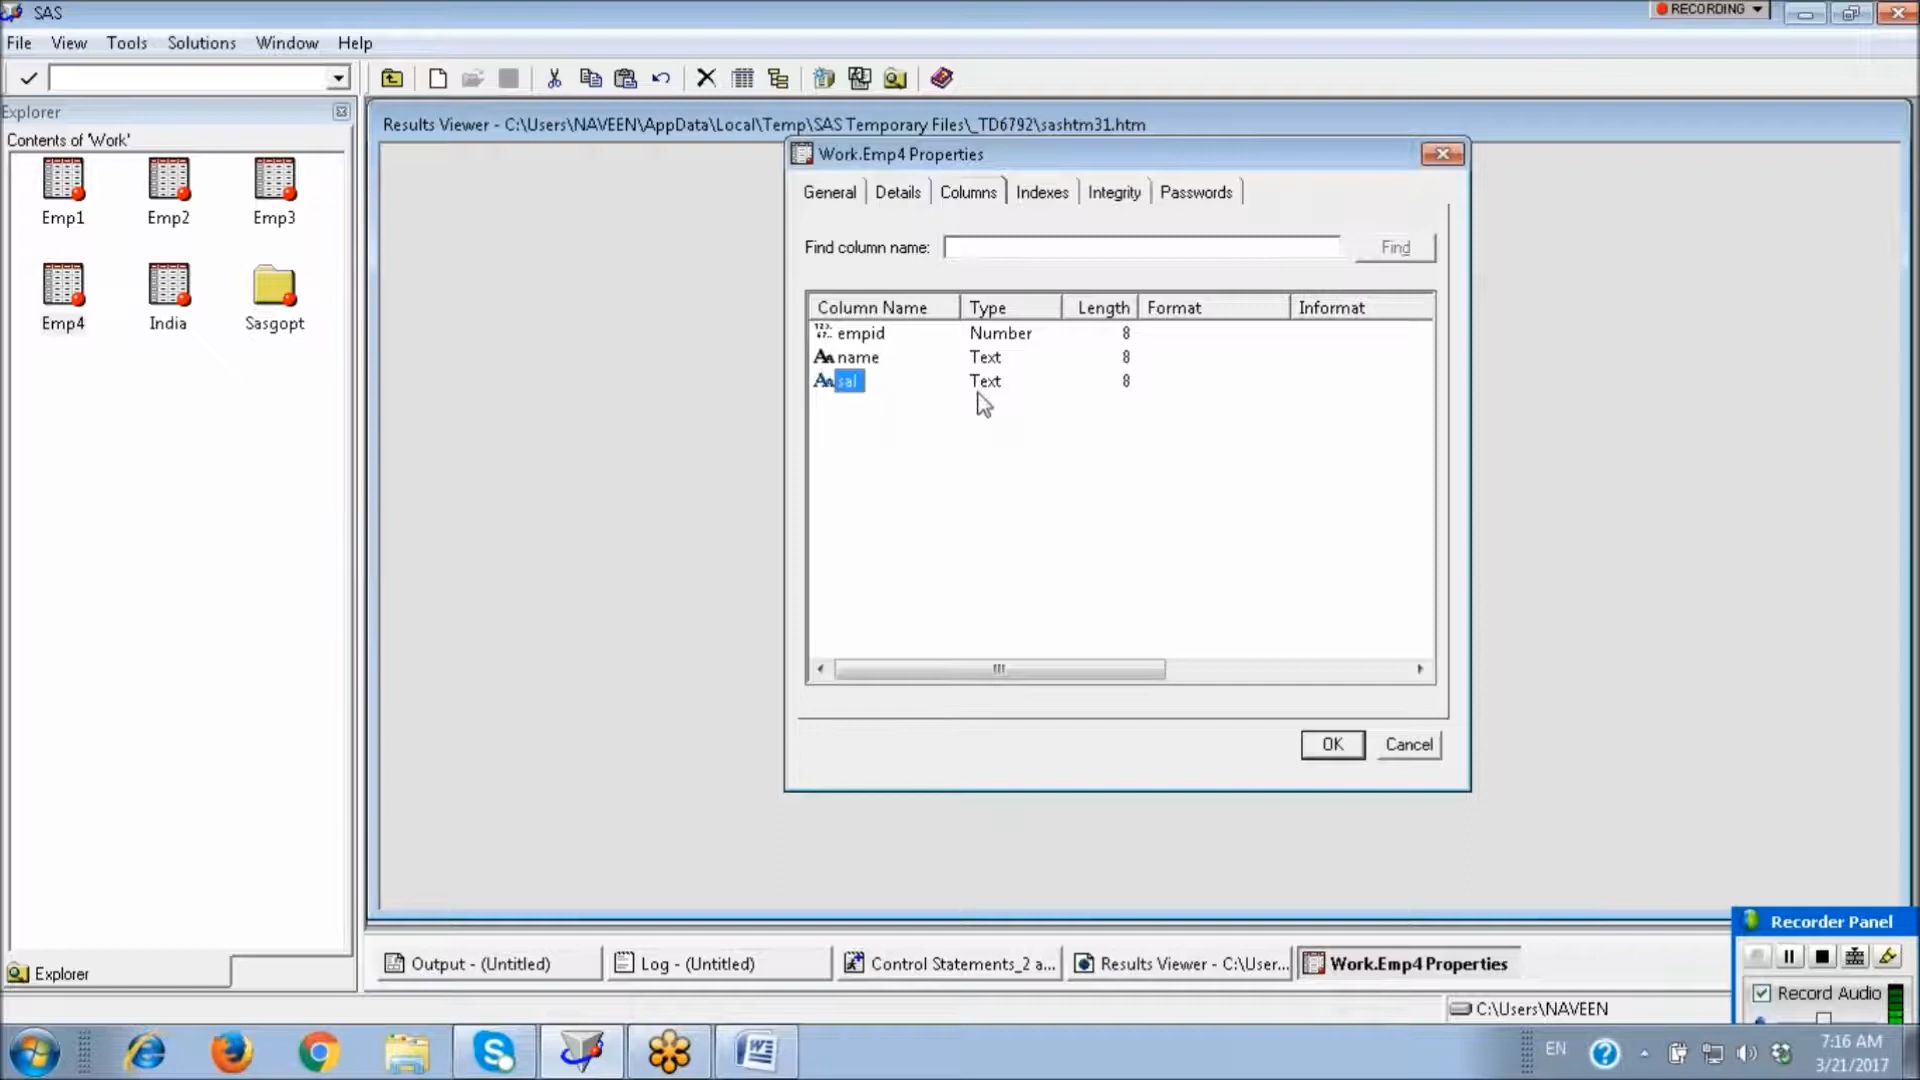 SAS
RECORDING
File View Tools Solutions Window Help
Explorer
Contents of 'Work'
Emp1 Emp2 Emp3
Emp4 India Sasgopt
Results Viewer - C:\Users\NAVEEN\AppData\Local\Temp\SAS Temporary Files\_TD6792\sashtm31.htm
Work.Emp4 Properties
General Details Columns Indexes Integrity Passwords
Find column name: Find
Column Name Type Length Format Informat
empid Number 8
name Text 8
sal Text 8
OK Cancel
Recorder Panel
Record Audio
Explorer
Output - (Untitled) Log - (Untitled) Control Statements_2 a... Results Viewer - C:\User... Work.Emp4 Properties
C:\Users\NAVEEN
EN
7:16 AM
3/21/2017